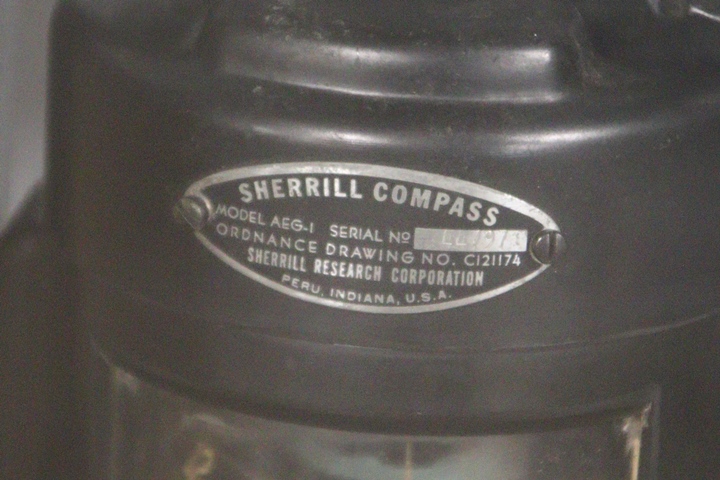 SHERRILL COMPASS
MODEL AEG-1 SERIAL NO
ORDNANCE DRAWING NO. C121174
SHERRILL RESEARCH CORPORATION
PERU, INDIANA, U.S.A.